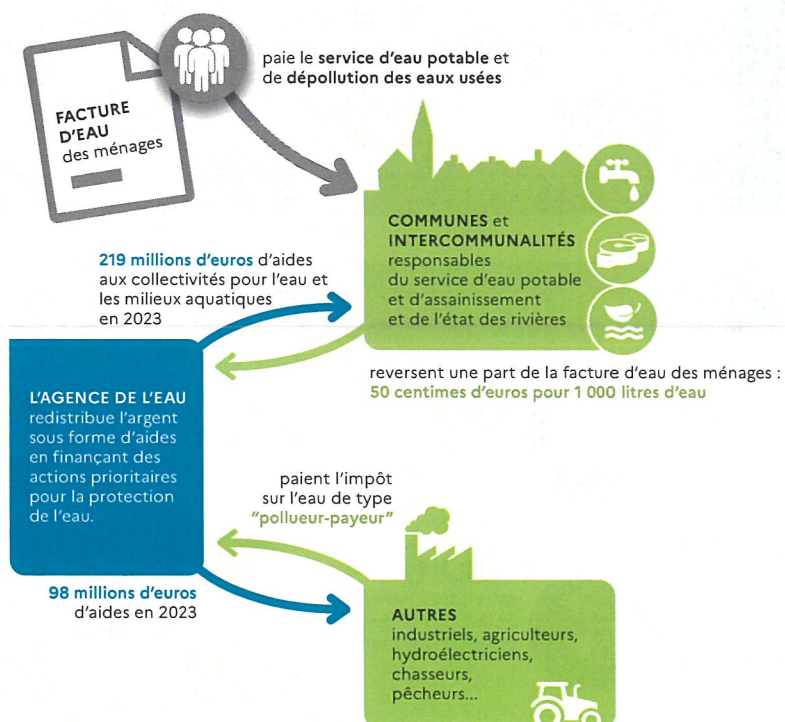 paie le service d'eau potable et
de dépollution des eaux usées
FACTURE
D'EAU
des ménages
COMMUNES et
INTERCOMMUNALITÉS
responsables
du service d'eau potable
et d'assainissement
et de l'état des rivières
219 millions d'euros d'aides
aux collectivités pour l'eau et
les milieux aquatiques
en 2023
reversent une part de la facture d'eau des ménages :
50 centimes d'euros pour 1 000 litres d'eau
L'AGENCE DE L'EAU
redistribue l'argent
sous forme d'aides
en finançant des
actions prioritaires
pour la protection
de l'eau.
paient l'impôt
sur l'eau de type
"pollueur-payeur"
98 millions d'euros
d'aides en 2023
AUTRES
industriels, agriculteurs,
hydroélectriciens,
chasseurs,
pêcheurs...